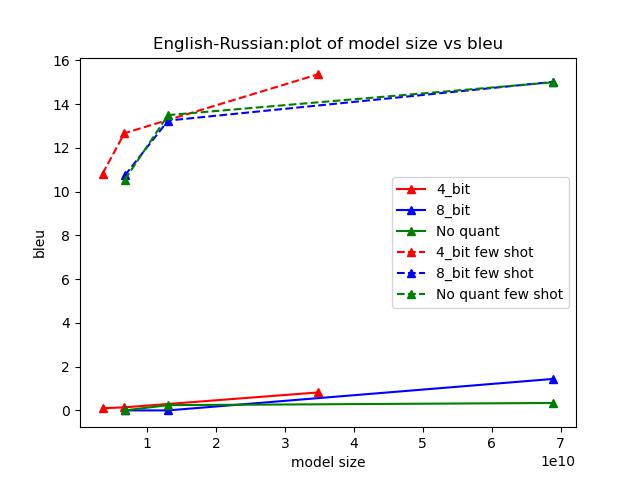 English-Russian:plot of model size vs bleu
16
14
12
10
8
6
4
2
0
bleu
4_bit
8_bit
No quant
4_bit few shot
8_bit few shot
No quant few shot
1 2 3 4 5 6 7
1e10
model size